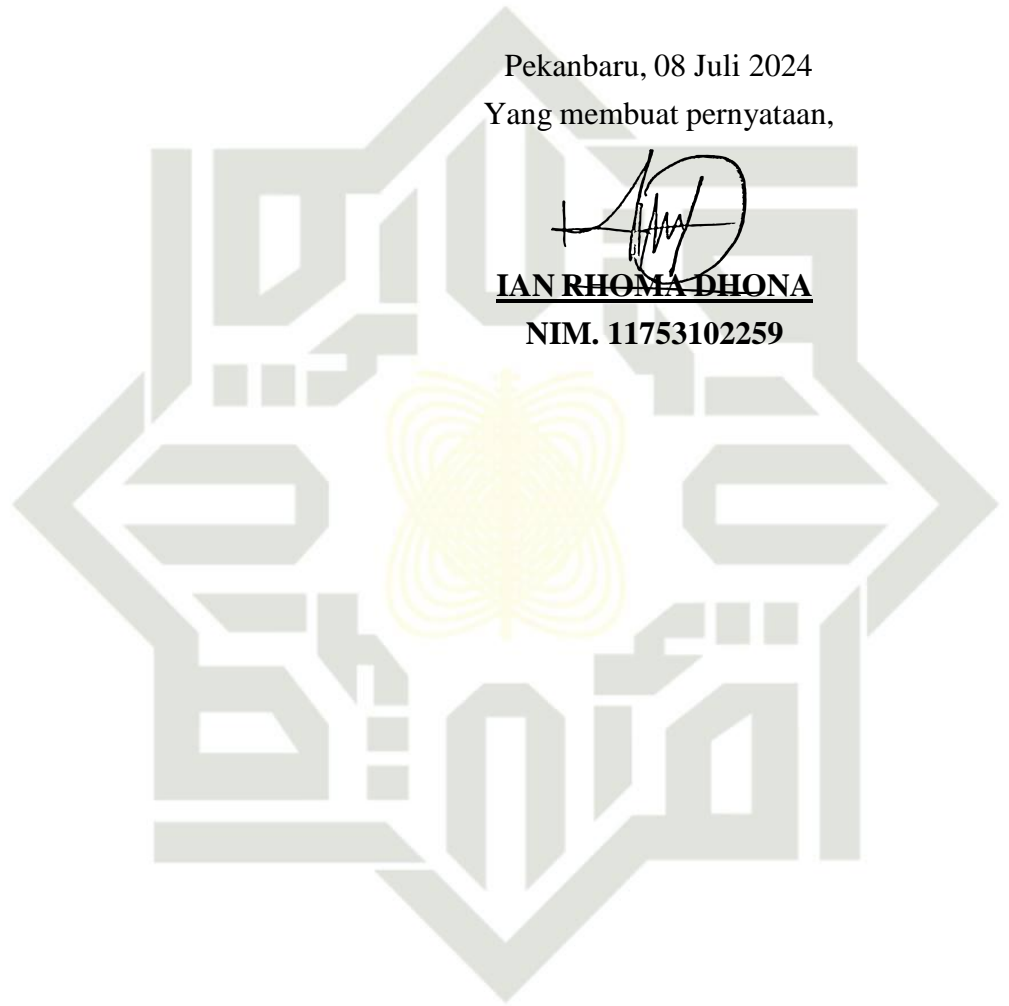 Pekanbaru, 08 Juli 2024
Yang membuat pernyataan,
IAN RHOMA DHONA
NIM. 11753102259